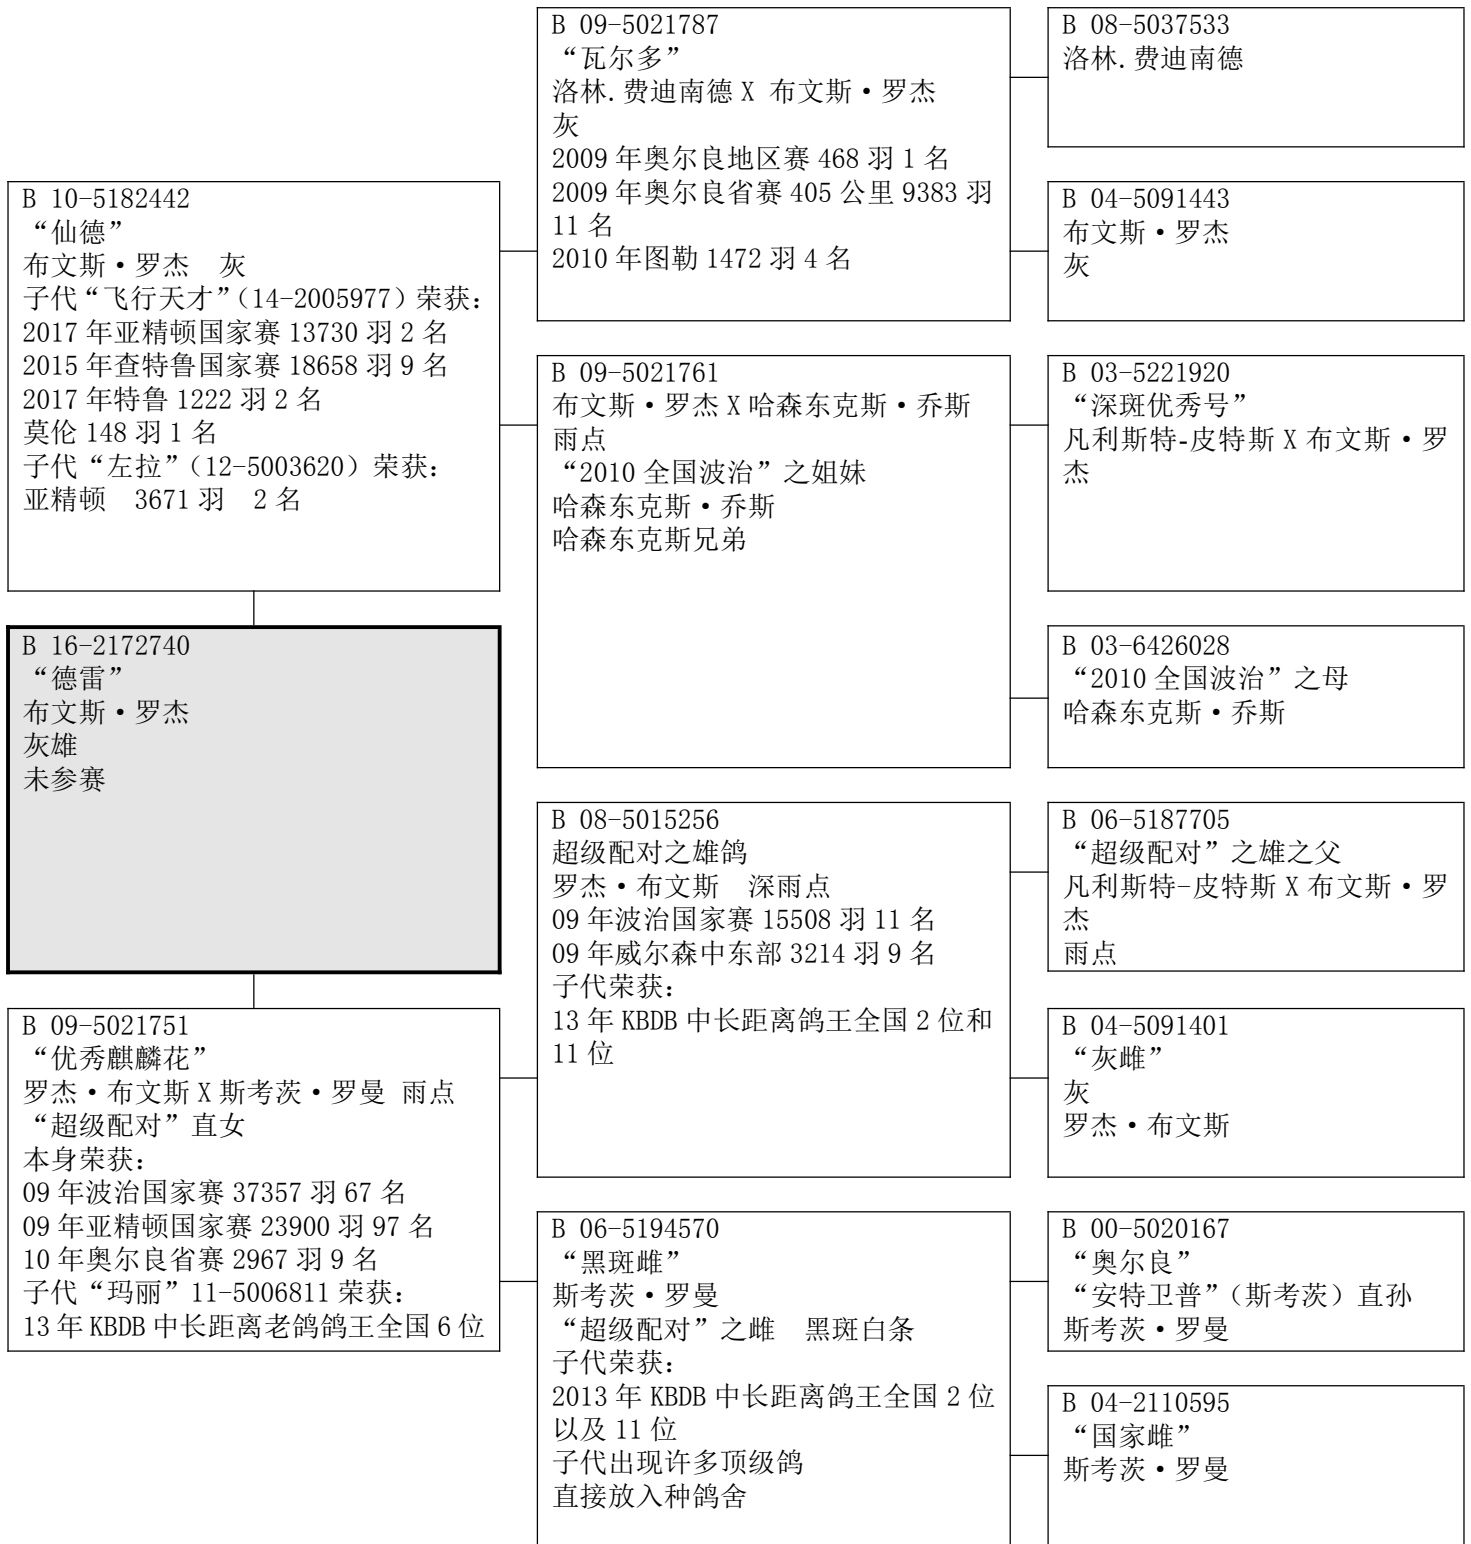 B 10-5182442
“仙德”
布文斯·罗杰 灰
子代“飞行天才”（14-2005977）荣获：
2017 年亚精顿国家赛 13730 羽 2 名
2015 年查特鲁国家赛 18658 羽 9 名
2017 年特鲁 1222 羽 2 名
莫伦 148 羽 1 名
子代“左拉”（12-5003620）荣获：
亚精顿 3671 羽 2 名
B 16-2172740
“德雷”
布文斯·罗杰
灰雄
未参赛
B 09-5021751
“优秀麒麟花”
罗杰·布文斯 X 斯考茨·罗曼 雨点
“超级配对”直女
本身荣获：
09 年波治国家赛 37357 羽 67 名
09 年亚精顿国家赛 23900 羽 97 名
10 年奥尔良省赛 2967 羽 9 名
子代“玛丽”11-5006811 荣获：
13 年 KBDB 中长距离老鸽鸽王全国 6 位
B 09-5021787
“瓦尔多”
洛林.费迪南德 X 布文斯·罗杰
灰
2009 年奥尔良地区赛 468 羽 1 名
2009 年奥尔良省赛 405 公里 9383 羽
11 名
2010 年图勒 1472 羽 4 名
B 09-5021761
布文斯·罗杰 X 哈森东克斯·乔斯
雨点
“2010 全国波治”之姐妹
哈森东克斯·乔斯
哈森东克斯兄弟
B 08-5015256
超级配对之雄鸽
罗杰·布文斯 深雨点
09 年波治国家赛 15508 羽 11 名
09 年威尔森中东部 3214 羽 9 名
子代荣获：
13 年 KBDB 中长距离鸽王全国 2 位和
11 位
B 06-5194570
“黑斑雌”
斯考茨·罗曼
“超级配对”之雌 黑斑白条
子代荣获：
2013 年 KBDB 中长距离鸽王全国 2 位
以及 11 位
子代出现许多顶级鸽
直接放入种鸽舍
B 08-5037533
洛林.费迪南德
B 04-5091443
布文斯·罗杰
灰
B 03-5221920
“深斑优秀号”
凡利斯特-皮特斯 X 布文斯·罗
杰
B 03-6426028
“2010 全国波治”之母
哈森东克斯·乔斯
B 06-5187705
“超级配对”之雄之父
凡利斯特-皮特斯 X 布文斯·罗
杰
雨点
B 04-5091401
“灰雌”
灰
罗杰·布文斯
B 00-5020167
“奥尔良”
“安特卫普”（斯考茨）直孙
斯考茨·罗曼
B 04-2110595
“国家雌”
斯考茨·罗曼